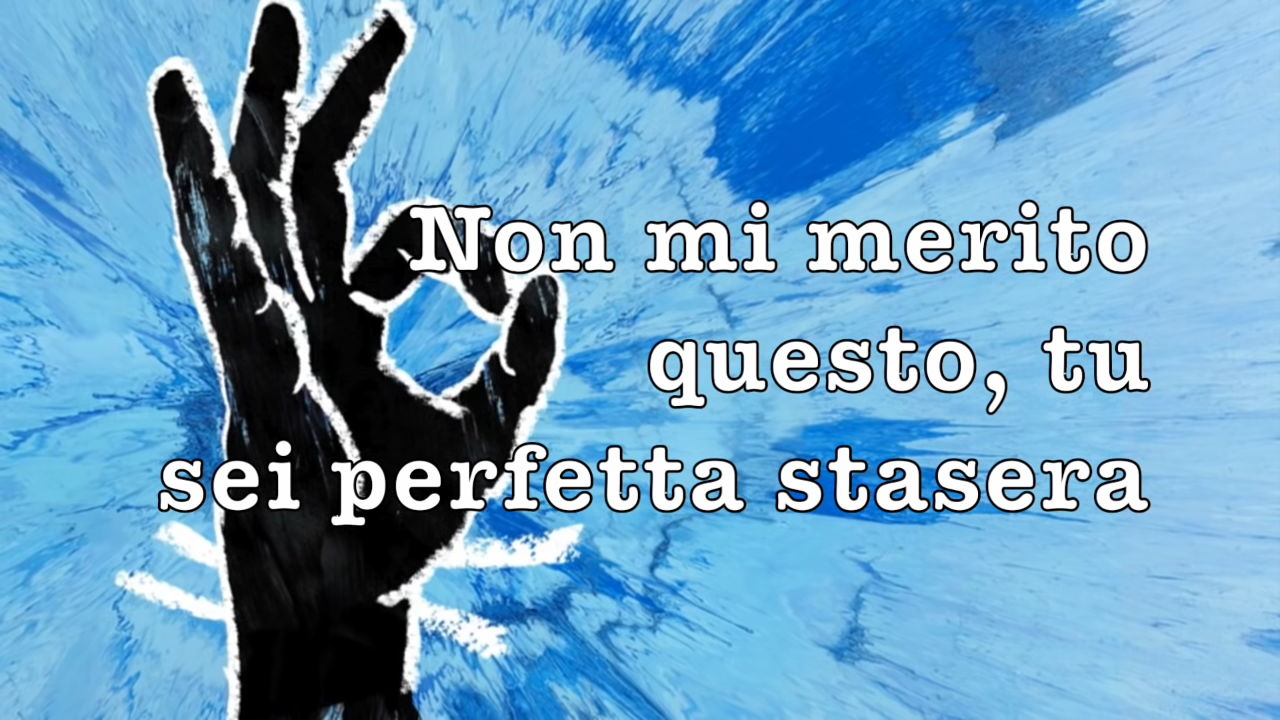 Non mi merito
questo, tu
sei perfetta stasera